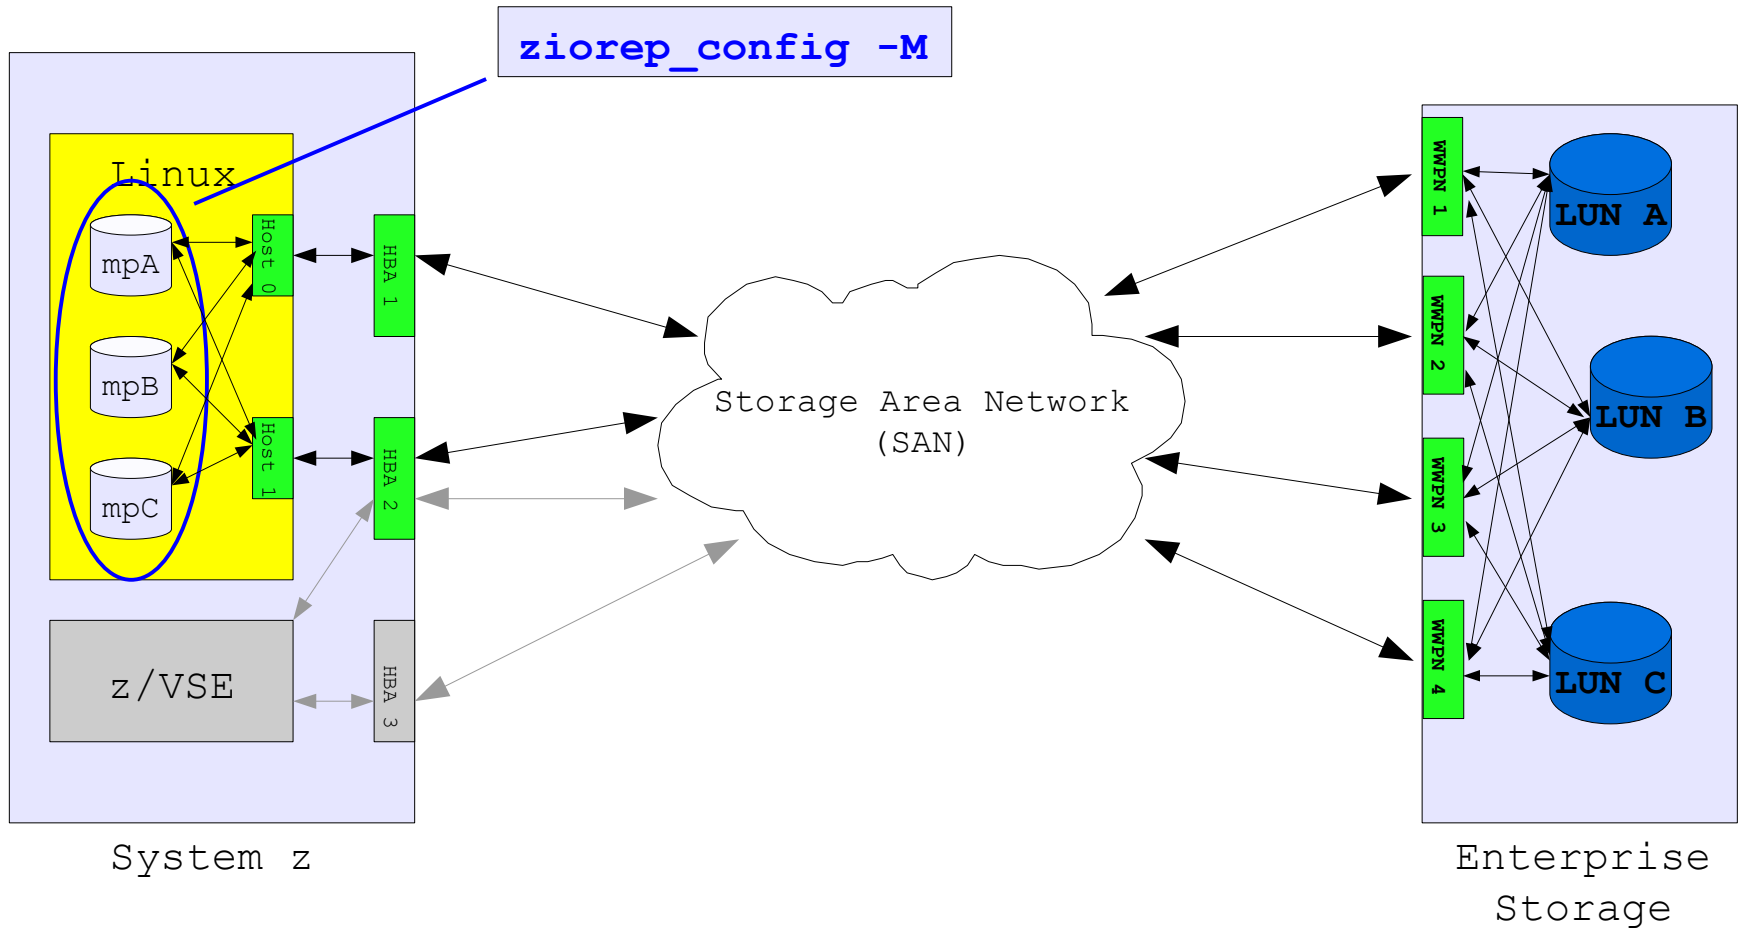 ziorep_config -M
Linux
mpA
mpB
mpC
Host 0
Host 1
HBA 1
HBA 2
z/VSE
HBA 3
System z
Storage Area Network
(SAN)
WWPN 1
WWPN 2
WWPN 3
WWPN 4
LUN A
LUN B
LUN C
Enterprise
Storage